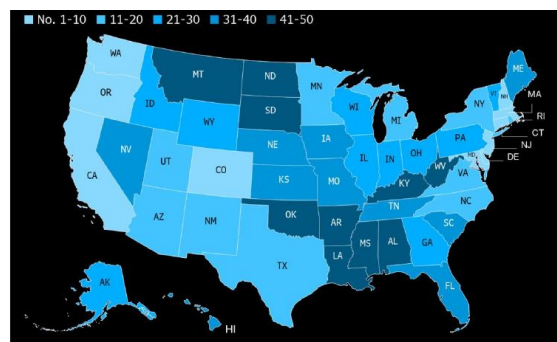 No. 1-10 11-20 21-30 31-40 41-50
WA
MT
ND
MN
ME
OR
ID
SD
WI
VT
NH
MA
WY
MI
NY
RI
CT
NV
NE
IA
PA
NJ
UT
CO
IL
IN
OH
MD
DE
CA
KS
MO
WV
VA
KY
AZ
NM
OK
AR
TN
NC
SC
TX
LA
MS
AL
GA
AK
FL
HI